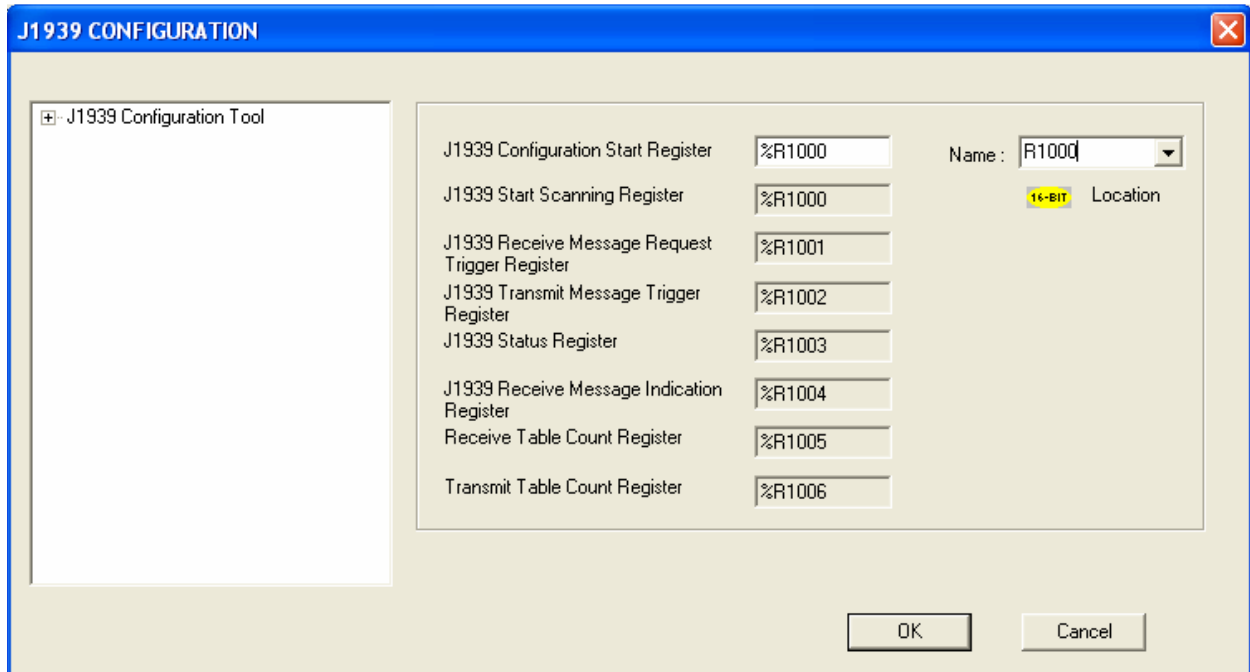 J1939 CONFIGURATION
J1939 Configuration Tool
J1939 Configuration Start Register %R1000 Name : R1000
J1939 Start Scanning Register %R1000 16-BIT Location
J1939 Receive Message Request
Trigger Register %R1001
J1939 Transmit Message Trigger
Register %R1002
J1939 Status Register %R1003
J1939 Receive Message Indication
Register %R1004
Receive Table Count Register %R1005
Transmit Table Count Register %R1006
OK Cancel